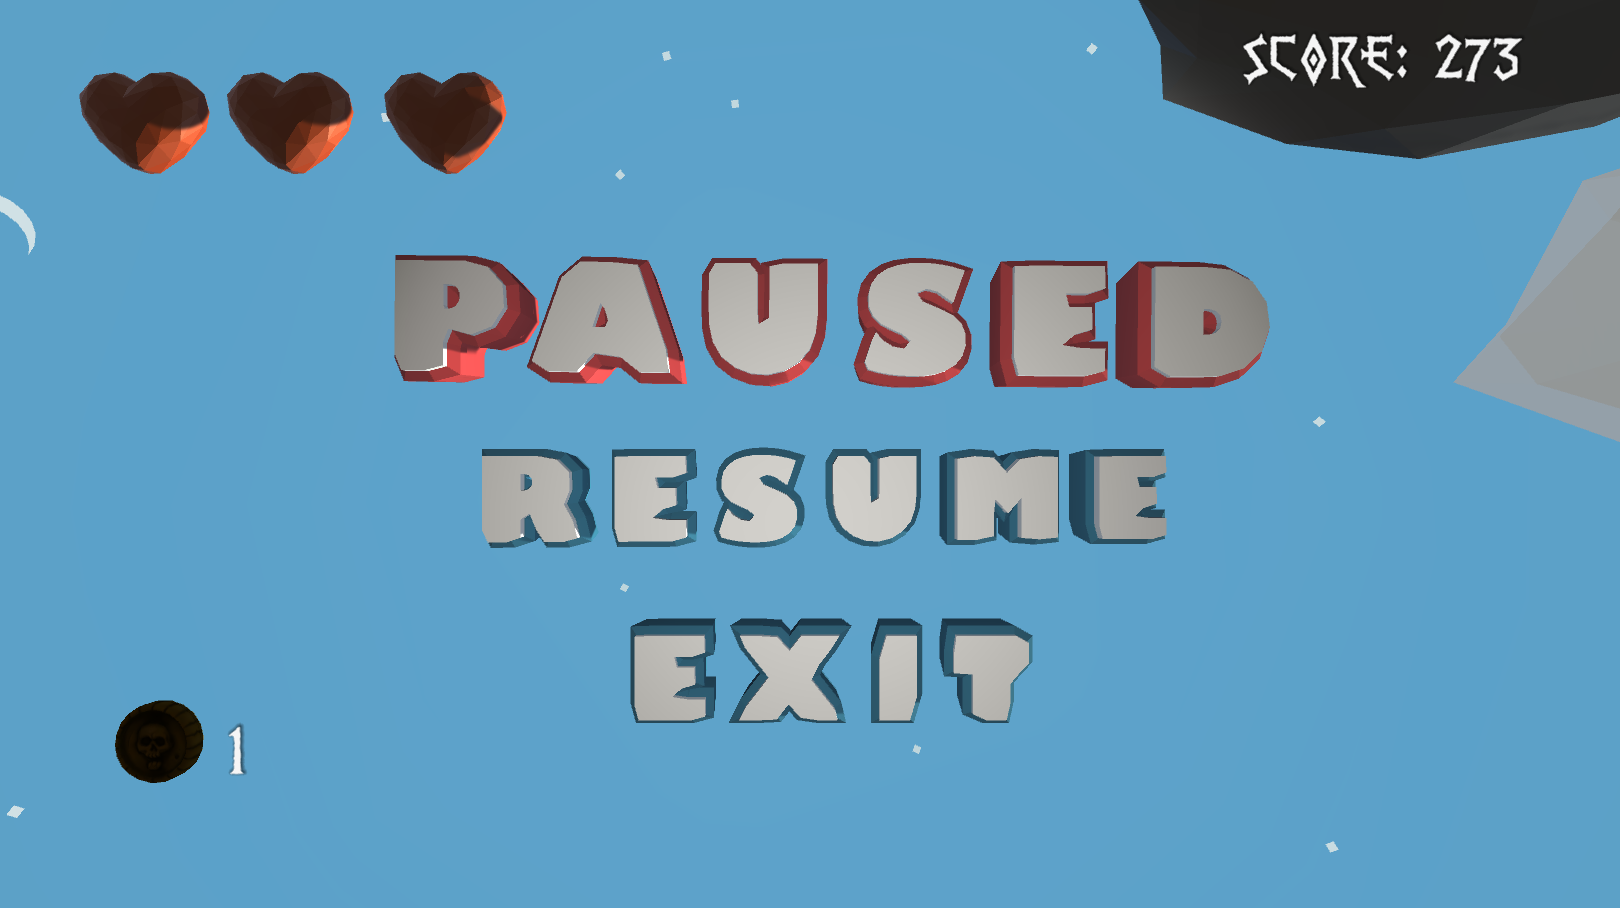 SCORE: 273
PAUSED
RESUME
EXIT
1